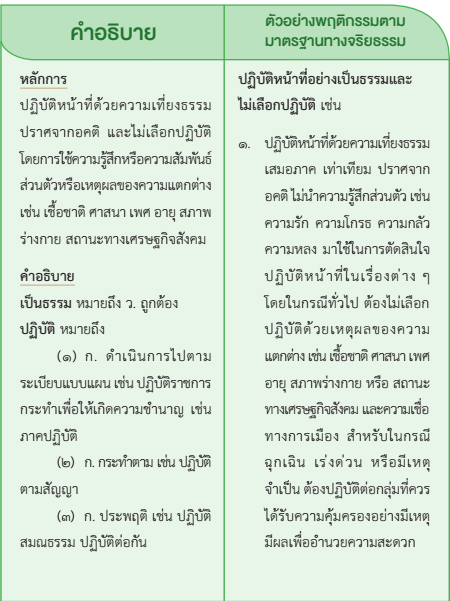 คำอธิบาย
หลักการ
ปฏิบัติหน้าที่ด้วยความเที่ยงธรรม
ปราศจากอคติ และไม่เลือกปฏิบัติ
โดยการใช้ความรู้สึกหรือความสัมพันธ์
ส่วนตัวหรือเหตุผลของความแตกต่าง
เช่น เชื้อชาติ ศาสนา เพศ อายุ สภาพ
ร่างกาย สถานะทางเศรษฐกิจสังคม
คำอธิบาย
เป็นธรรม หมายถึง ว. ถูกต้อง
ปฏิบัติ หมายถึง
(๑) ก. ดำเนินการไปตาม
ระเบียบแบบแผน เช่น ปฏิบัติราชการ
กระทำเพื่อให้เกิดความชำนาญ เช่น
ภาคปฏิบัติ
(๒) ก. กระทำตาม เช่น ปฏิบัติ
ตามสัญญา
(๓) ก. ประพฤติ เช่น ปฏิบัติ
สมณธรรม ปฏิบัติต่อกัน
ตัวอย่างพฤติกรรมตาม
มาตรฐานทางจริยธรรม
ปฏิบัติหน้าที่อย่างเป็นธรรมและ
ไม่เลือกปฏิบัติ เช่น
๑. ปฏิบัติหน้าที่ด้วยความเที่ยงธรรม
เสมอภาค เท่าเทียม ปราศจาก
อคติ ไม่นำความรู้สึกส่วนตัว เช่น
ความรัก ความโกรธ ความกลัว
ความหลง มาใช้ในการตัดสินใจ
ปฏิบัติหน้าที่ในเรื่องต่าง ๆ
โดยในกรณีทั่วไป ต้องไม่เลือก
ปฏิบัติด้วยเหตุผลของความ
แตกต่าง เช่น เชื้อชาติ ศาสนา เพศ
อายุ สภาพร่างกาย หรือ สถานะ
ทางเศรษฐกิจสังคม และความเชื่อ
ทางการเมือง สำหรับในกรณี
ฉุกเฉิน เร่งด่วน หรือมีเหตุ
จำเป็น ต้องปฏิบัติต่อกลุ่มที่ควร
ได้รับความคุ้มครองอย่างมีเหตุ
มีผลเพื่ออำนวยความสะดวก